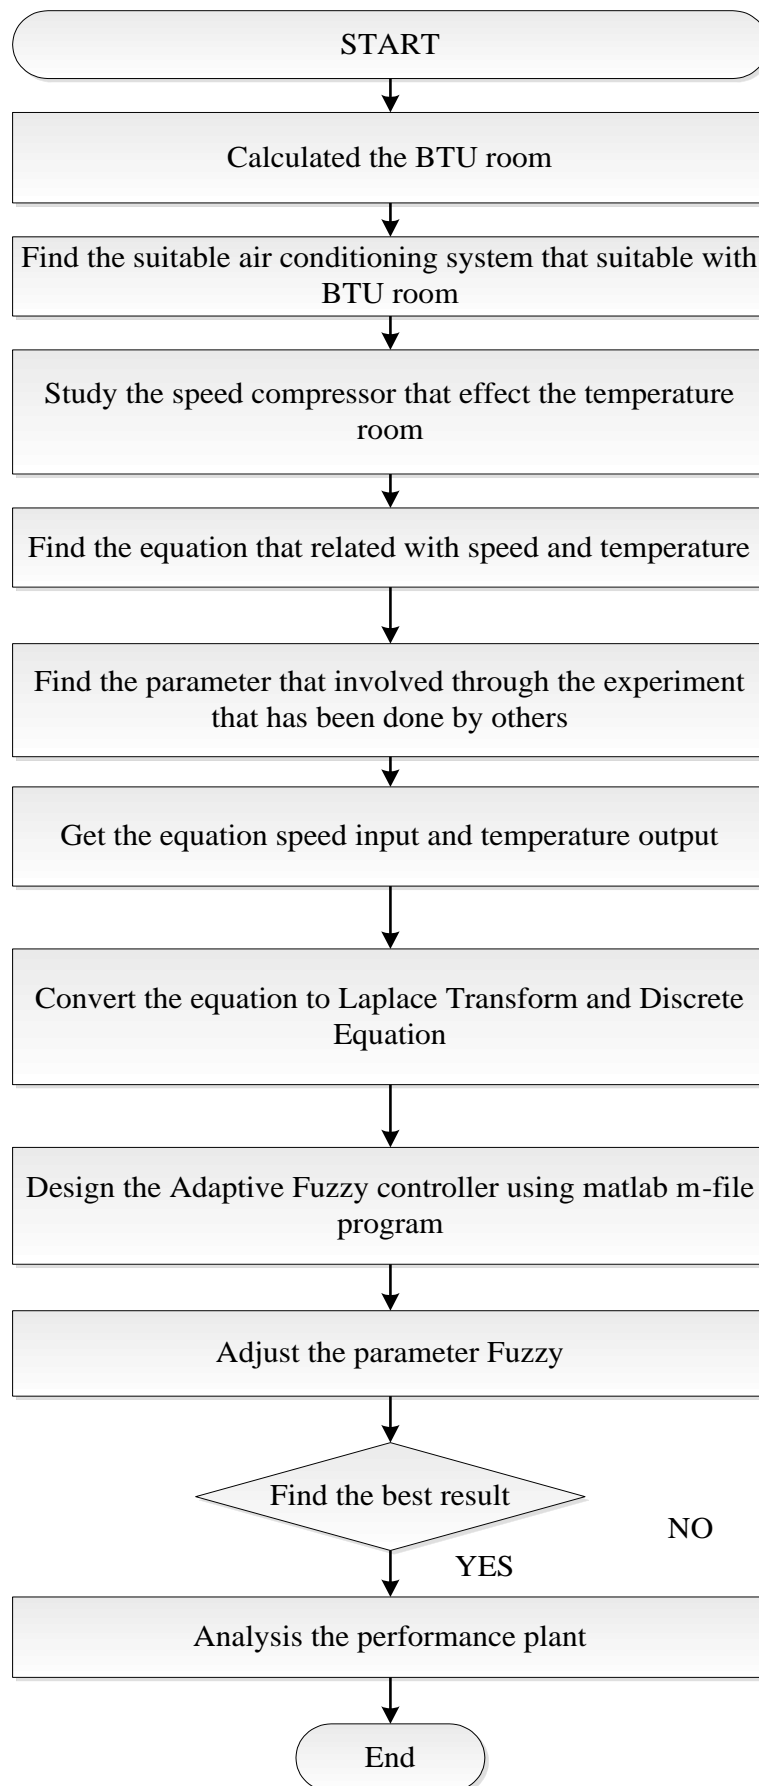 START
Calculated the BTU room
Find the suitable air conditioning system that suitable with
BTU room
Study the speed compressor that effect the temperature
room
Find the equation that related with speed and temperature
Find the parameter that involved through the experiment
that has been done by others
Get the equation speed input and temperature output
Convert the equation to Laplace Transform and Discrete
Equation
Design the Adaptive Fuzzy controller using matlab m-file
program
Adjust the parameter Fuzzy
Find the best result
NO
YES
Analysis the performance plant
End